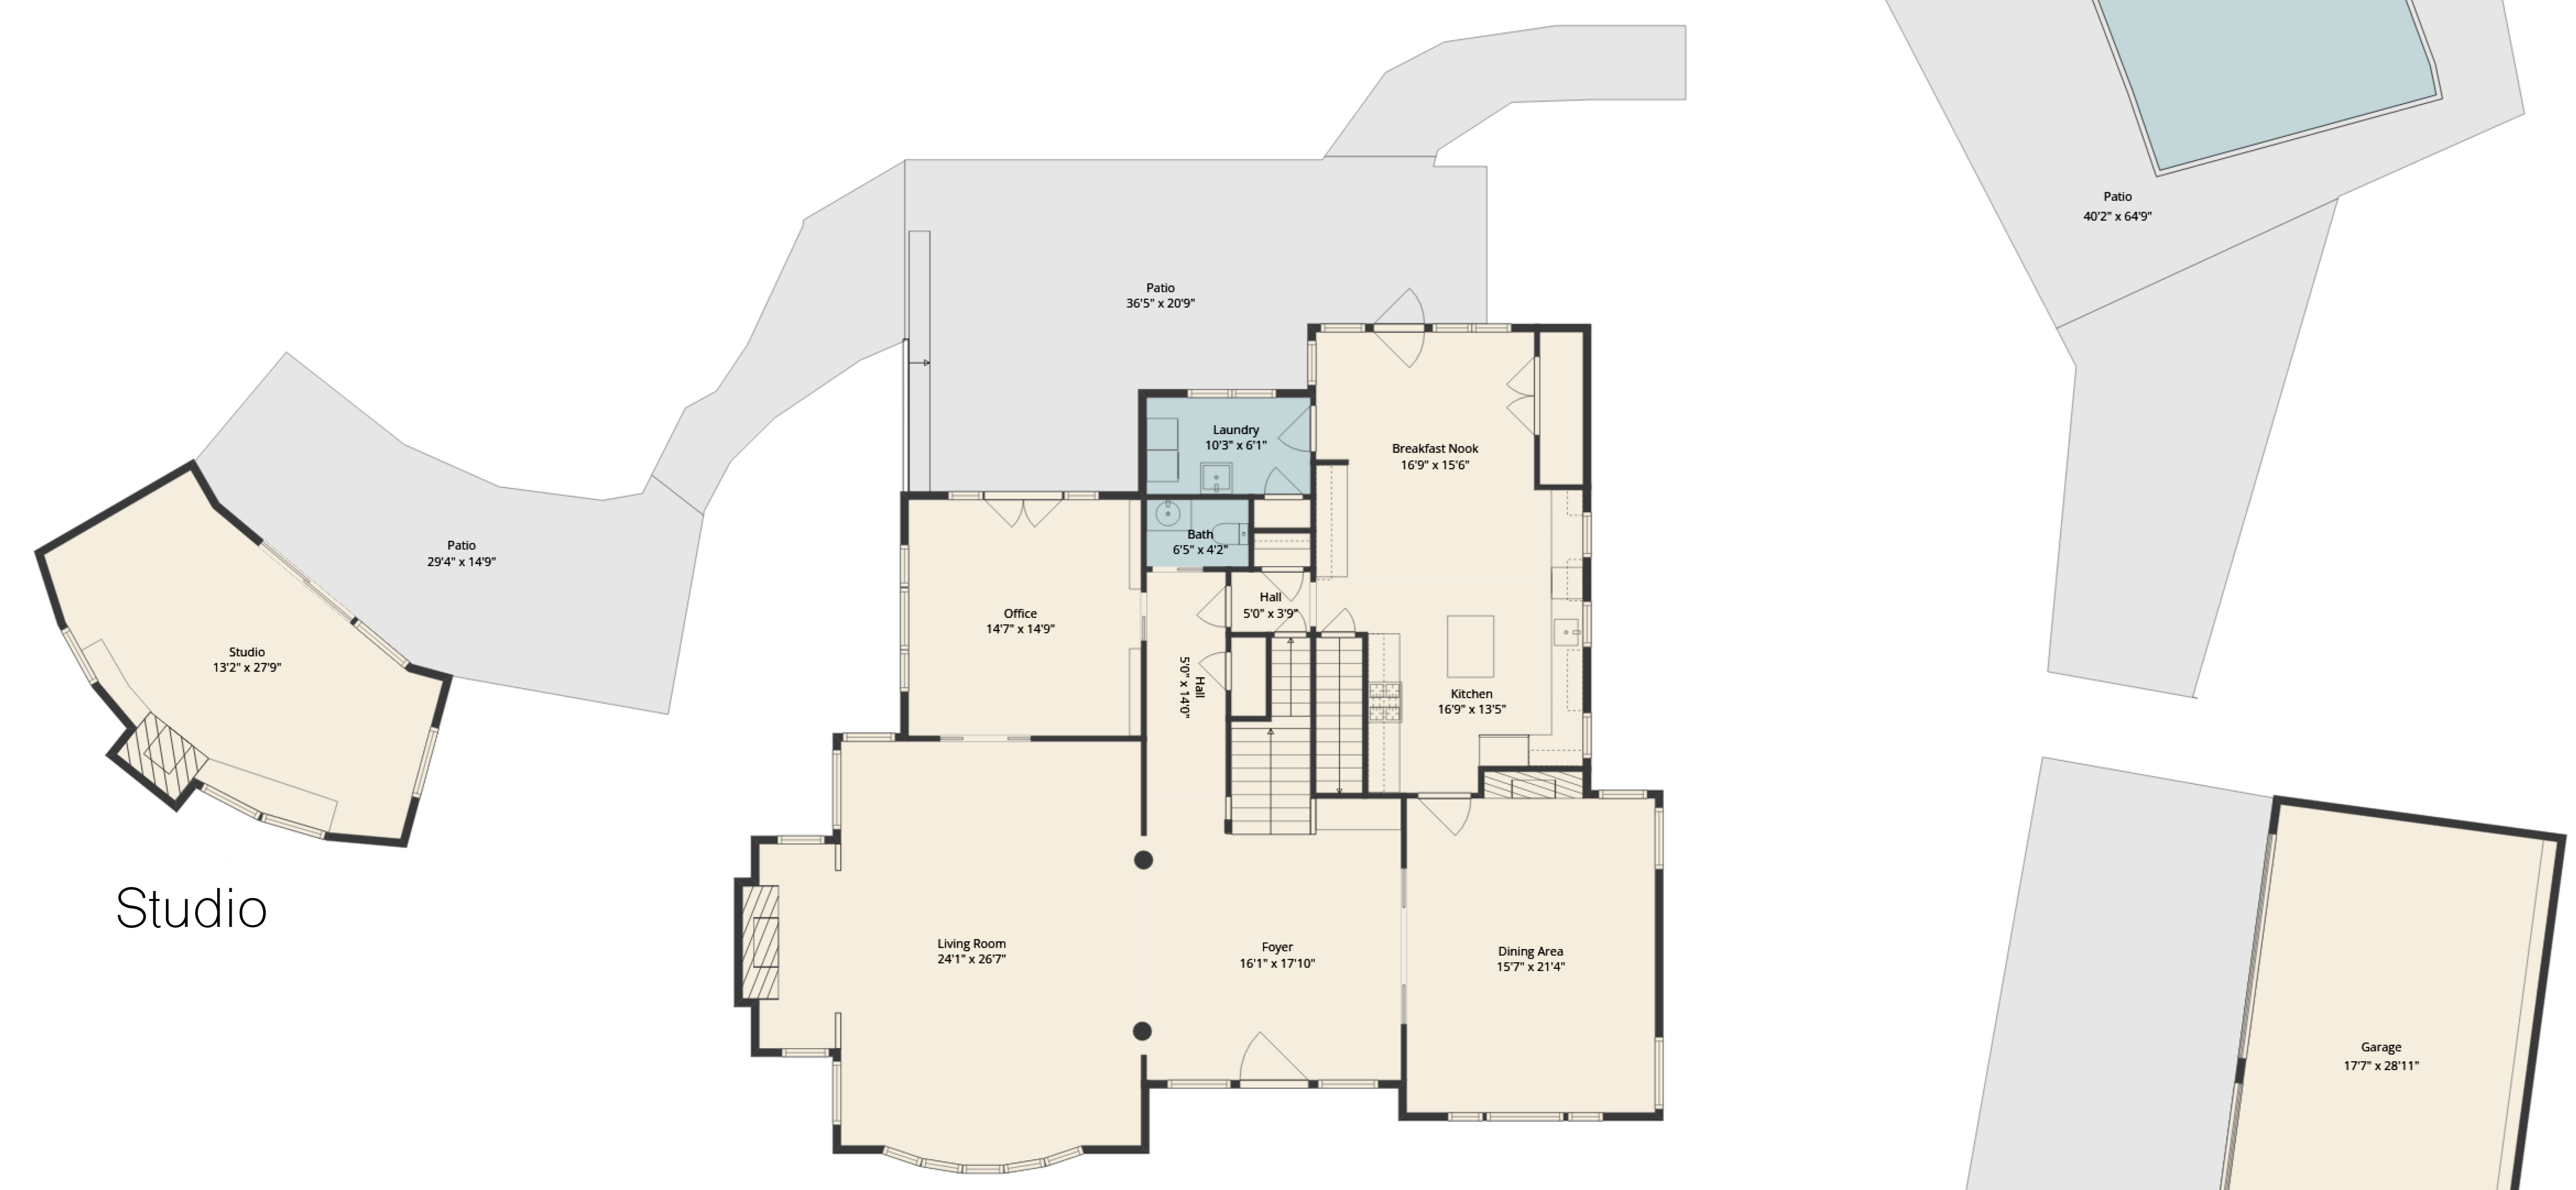 Patio
40'2" x 64'9"
Patio
36'5" x 20'9"
Laundry
10'3" x 6'1"
Breakfast Nook
16'9" x 15'6"
Bath
6'5" x 4'2"
Patio
29'4" x 14'9"
Hall
5'0" x 3'9"
Office
14'7" x 14'9"
Studio
13'2" x 27'9"
Hall
5'0" x 14'0"
Kitchen
16'9" x 13'5"
Studio
Living Room
24'1" x 26'7"
Foyer
16'1" x 17'10"
Dining Area
15'7" x 21'4"
Garage
17'7" x 28'11"